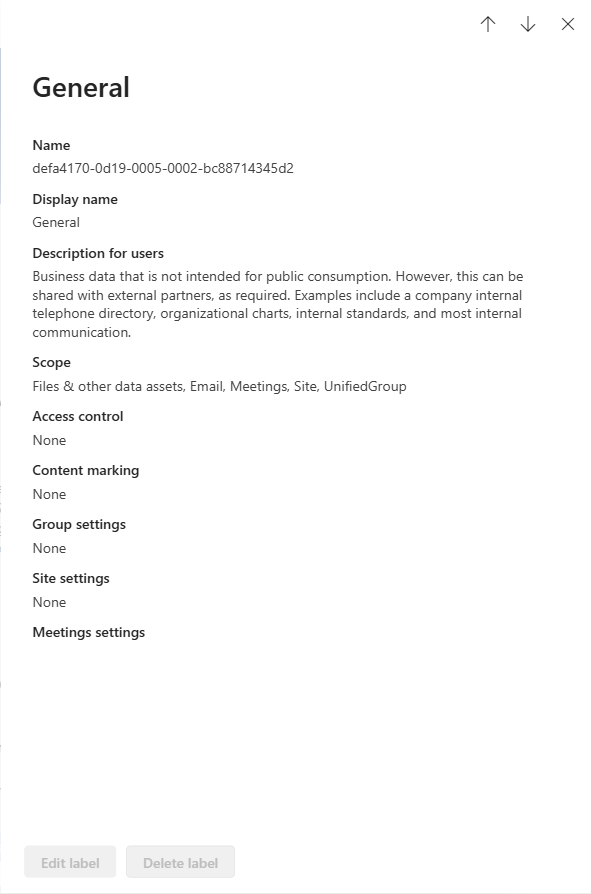 General
Name
defa4170-0d19-0005-0002-bc88714345d2
Display name
General
Description for users
Business data that is not intended for public consumption. However, this can be
shared with external partners, as required. Examples include a company internal
telephone directory, organizational charts, internal standards, and most internal
communication.
Scope
Files & other data assets, Email, Meetings, Site, UnifiedGroup
Access control
None
Content marking
None
Group settings
None
Site settings
None
Meetings settings
Edit label
Delete label